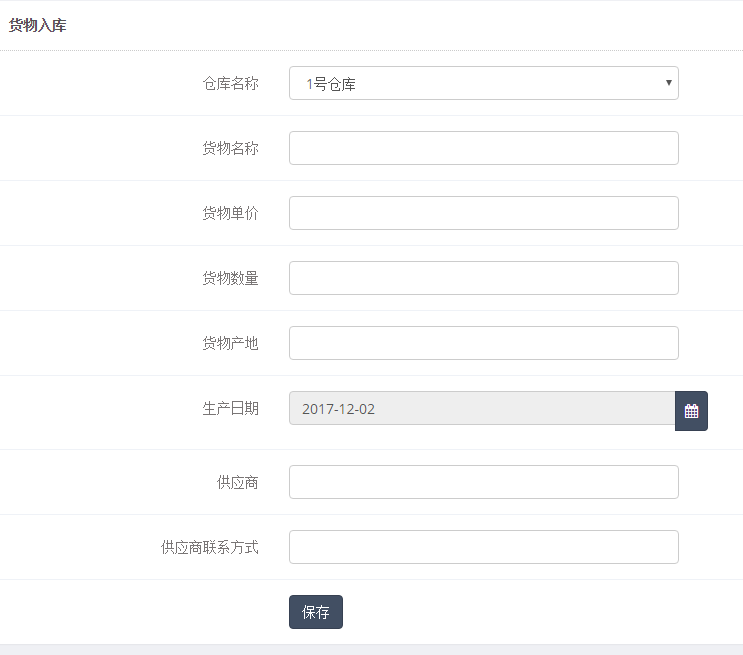 货物入库
仓库名称 1号仓库
货物名称
货物单价
货物数量
货物产地
生产日期 2017-12-02
供应商
供应商联系方式
保存